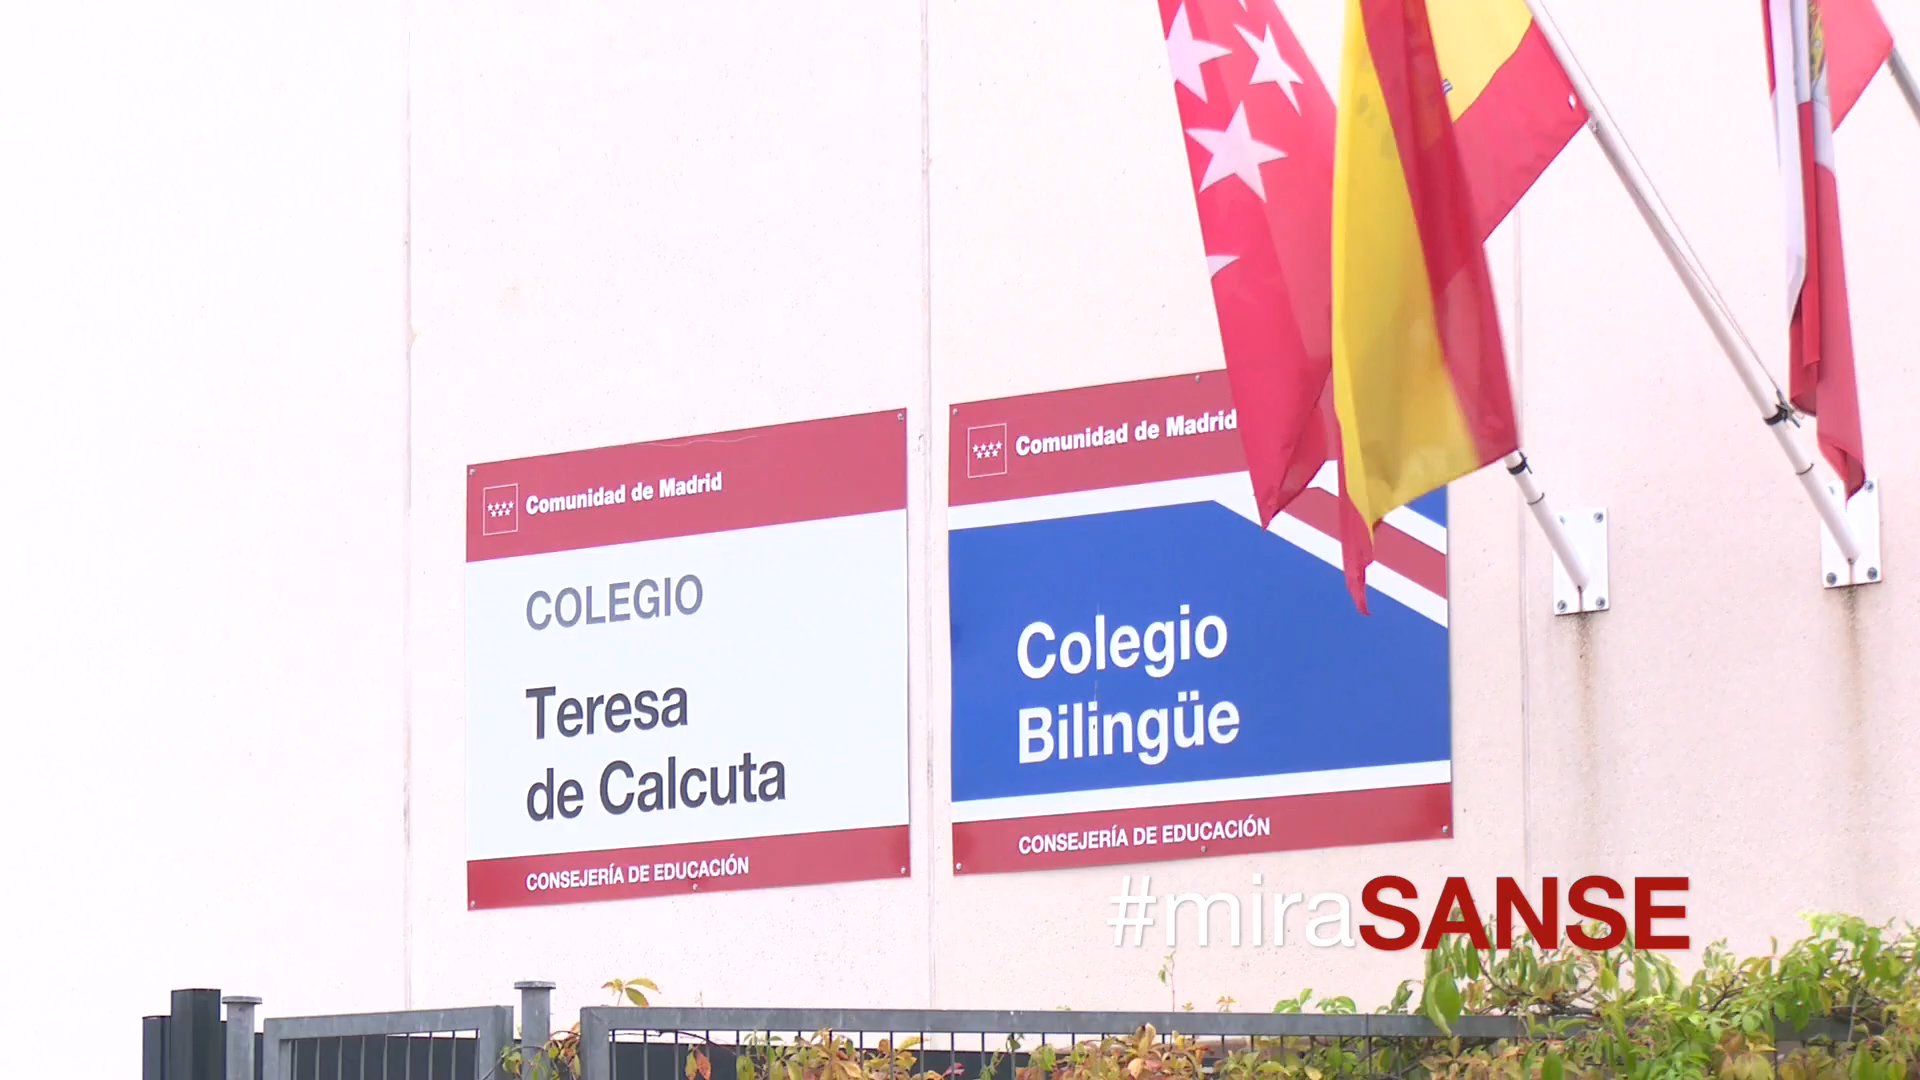 Comunidad de Madrid
COLEGIO
Teresa
de Calcuta
CONSEJERÍA DE EDUCACIÓN
Comunidad de Madrid
Colegio
Bilingüe
CONSEJERÍA DE EDUCACIÓN
#miraSANSE